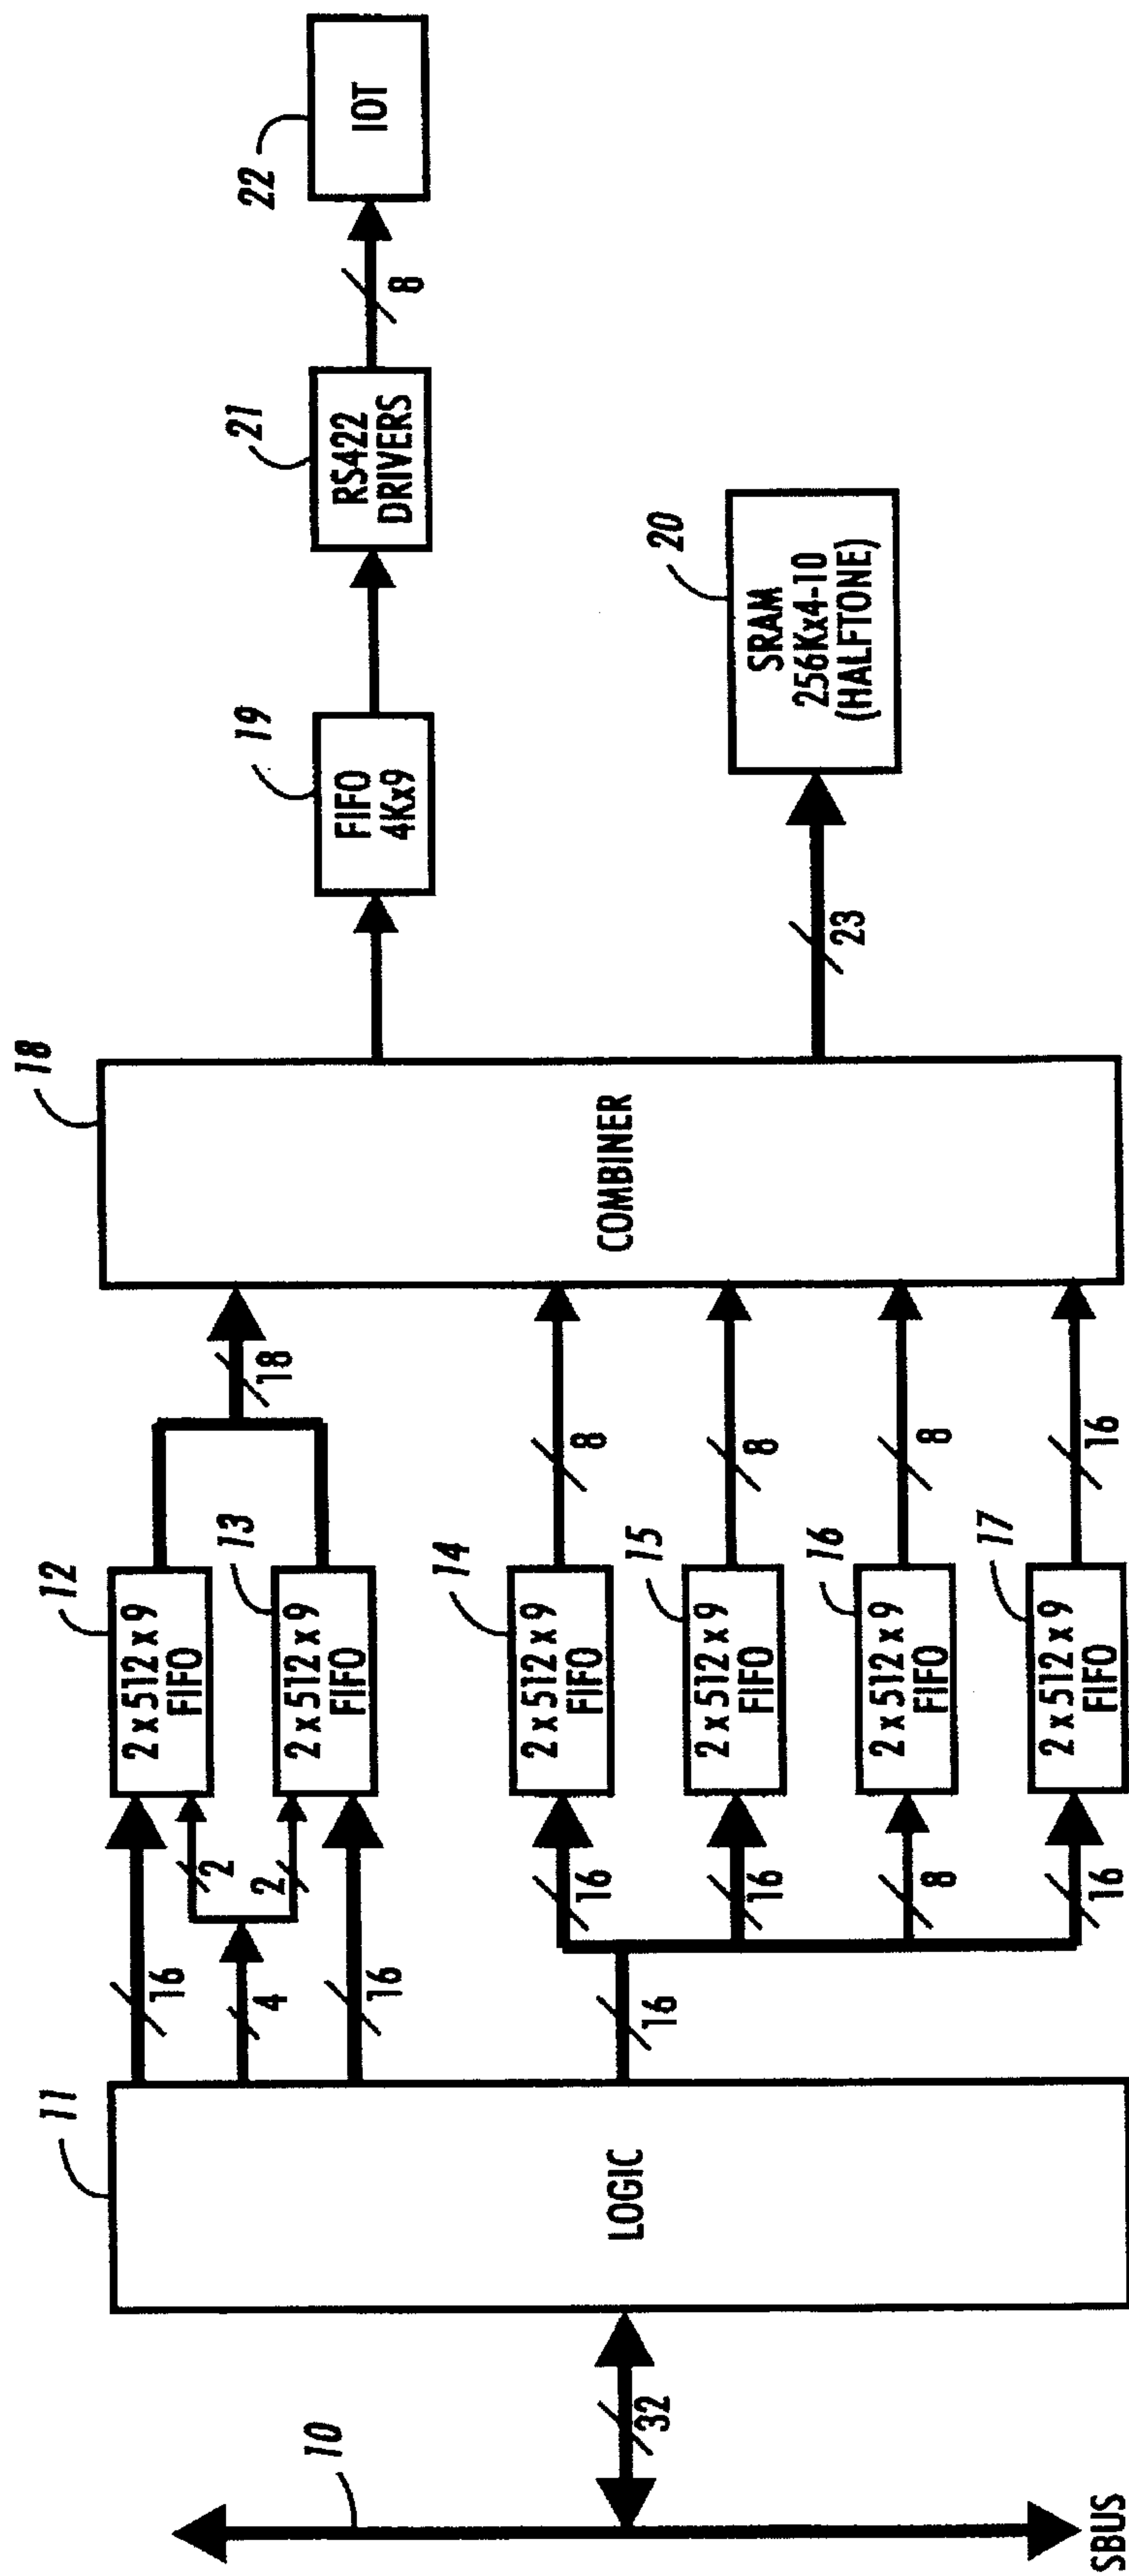 SBUS
10
32
11
LOGIC
16
4
16
16
2
2
16
16
8
16
12
2 x 512 x 9
FIFO
13
2 x 512 x 9
FIFO
14
2 x 512 x 9
FIFO
15
2 x 512 x 9
FIFO
16
2 x 512 x 9
FIFO
17
2 x 512 x 9
FIFO
18
8
8
8
16
18
COMBINER
23
19
FIFO
4Kx9
20
SRAM
256Kx4-10
(HALFTONE)
21
RS422
DRIVERS
8
22
IOT